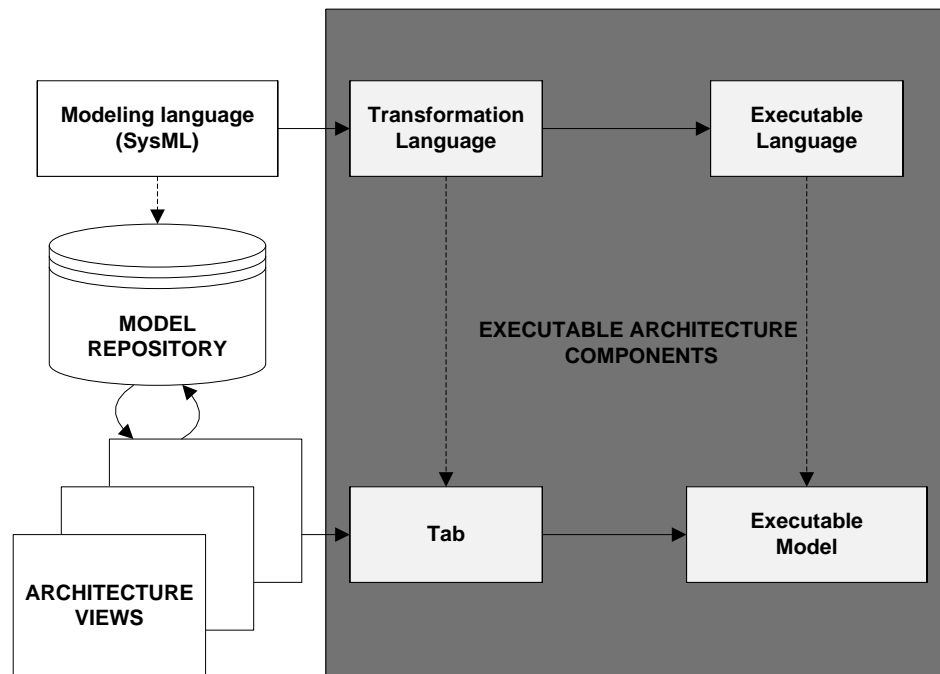 Modeling language
(SysML)
Transformation
Language
Executable
Language
MODEL
REPOSITORY
EXECUTABLE ARCHITECTURE
COMPONENTS
Tab
Executable
Model
ARCHITECTURE
VIEWS